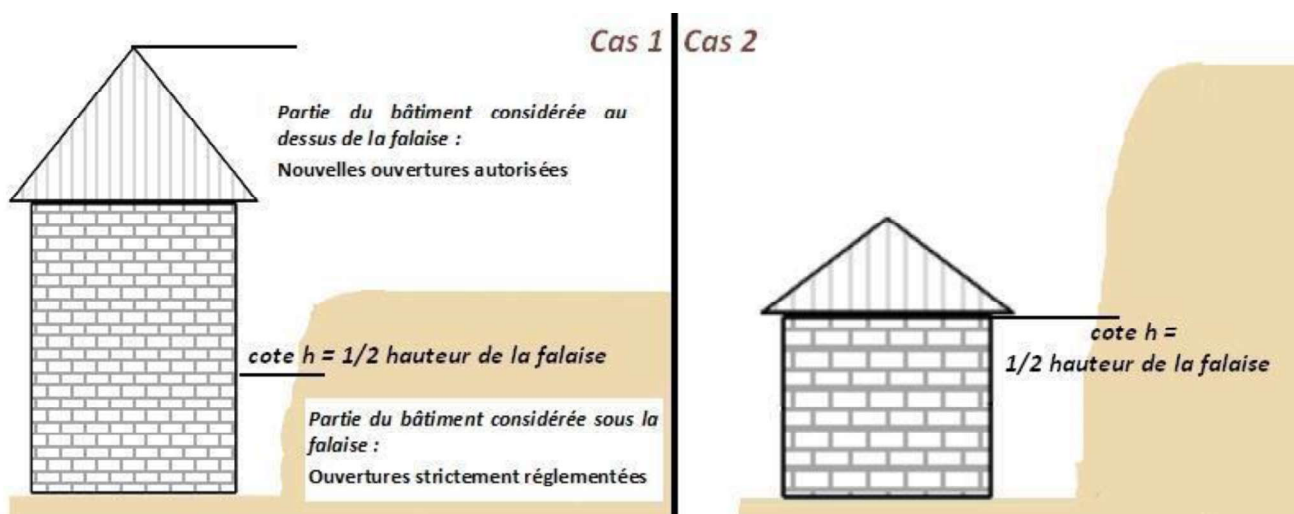 Cas 1
Partie du bâtiment considérée au
dessus de la falaise :
Nouvelles ouvertures autorisées
cote h = 1/2 hauteur de la falaise
Partie du bâtiment considérée sous la
falaise :
Ouvertures strictement réglementées
Cas 2
cote h =
1/2 hauteur de la falaise